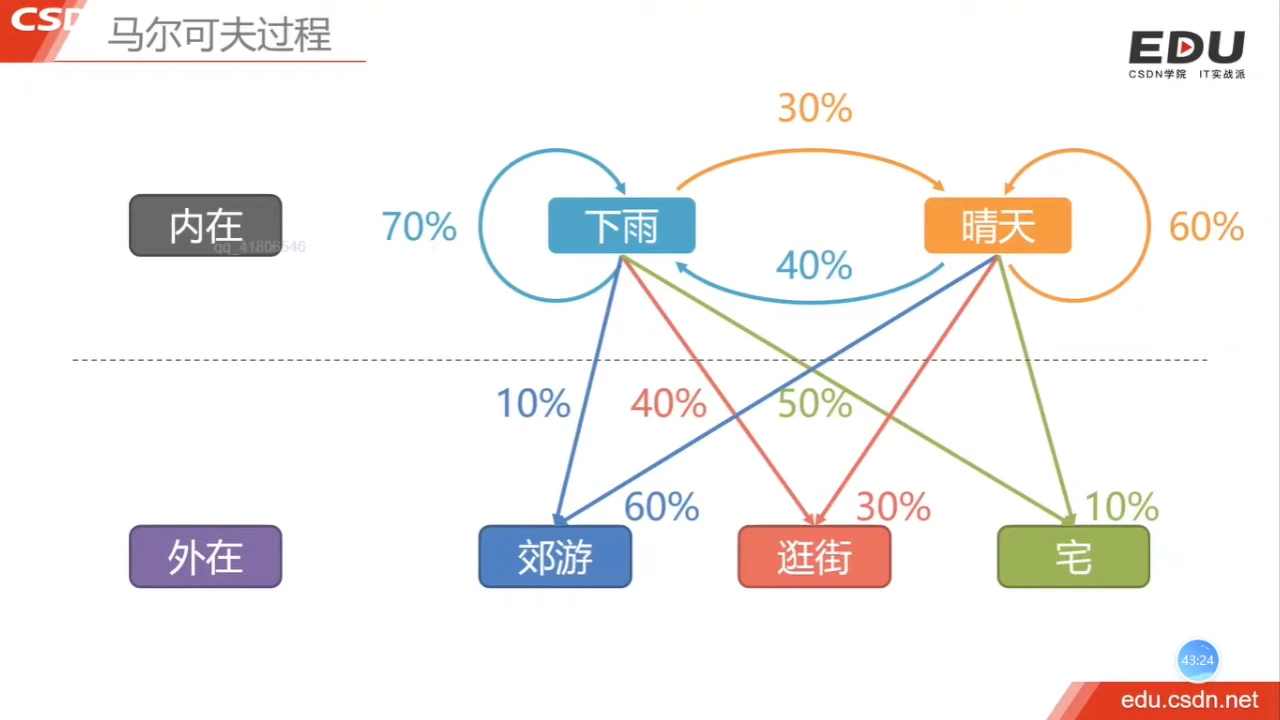 CSD
马尔可夫过程
EDU
CSDN学院 IT实战派
30%
内在
qq_41806546
70%
下雨
晴天
60%
40%
10%
40%
50%
60%
30%
10%
外在
郊游
逛街
宅
43:24
edu.csdn.net